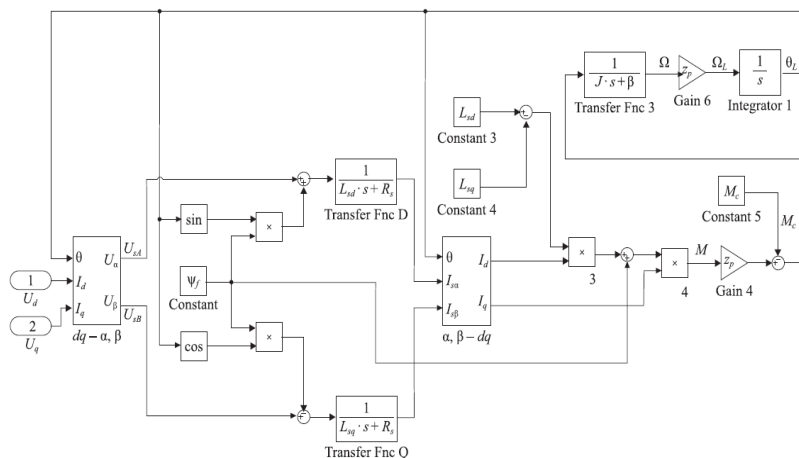 1
J · s + β
Transfer Fnc 3
Ω
z_p
Gain 6
Ω_L
1
s
Integrator 1
θ_L
L_sd
Constant 3
L_sq
Constant 4
M_c
Constant 5
M_c
1
L_sd · s + R_s
Transfer Fnc D
sin
×
ψ_f
Constant
cos
×
1
U_d
2
U_q
θ
I_d
I_q
U_α
U_β
dq – α, β
U_sA
U_sB
1
L_sq · s + R_s
Transfer Fnc Q
θ
I_sα
I_sβ
I_d
I_q
α, β – dq
×
3
×
4
M
z_p
Gain 4